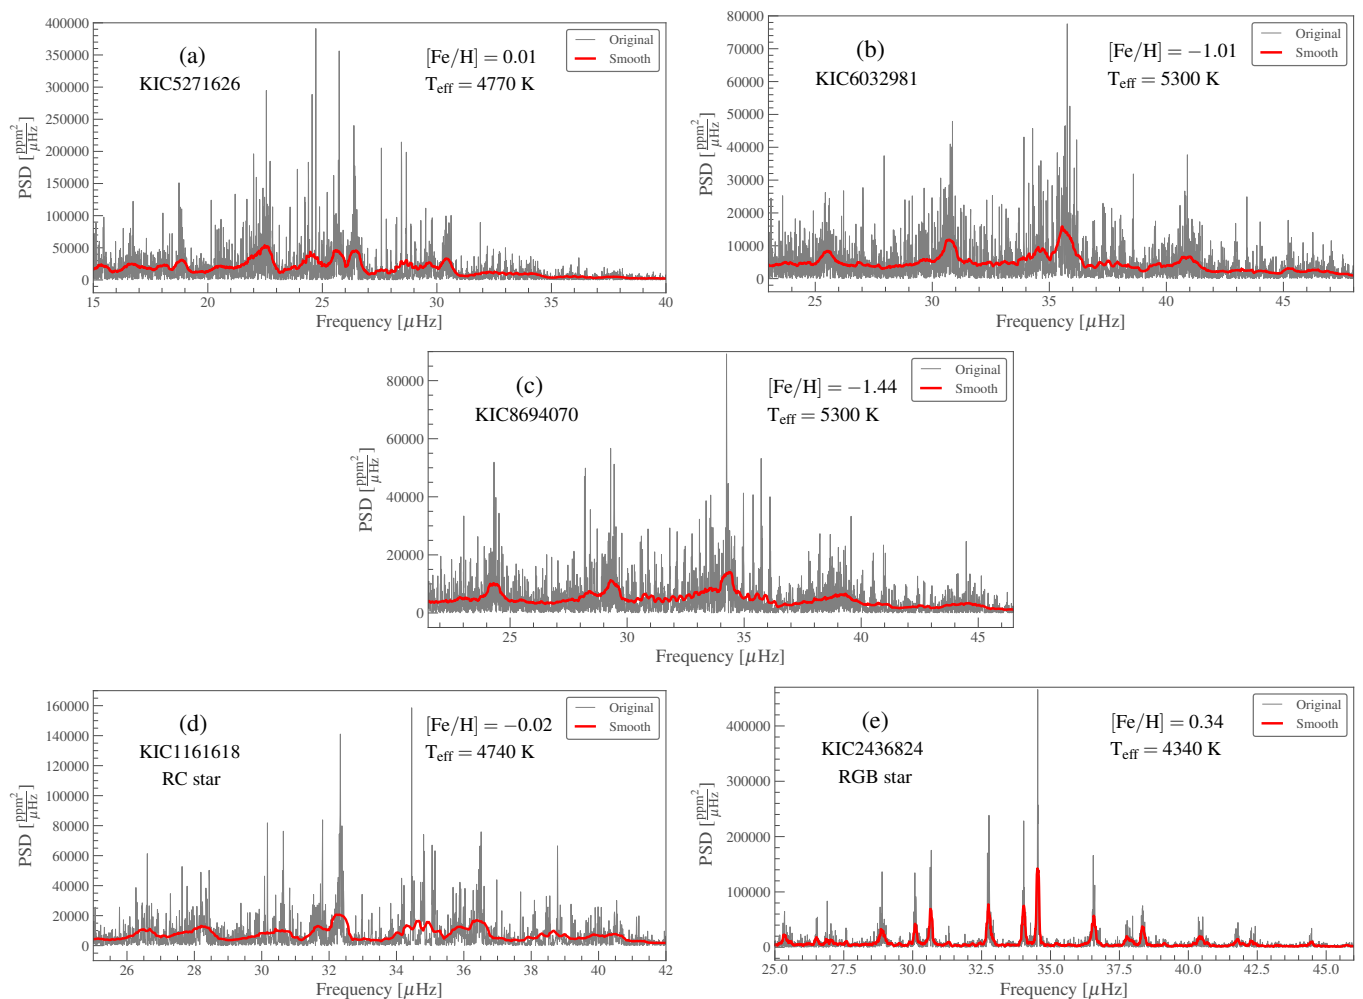 (a)
KIC5271626
[Fe/H] = 0.01
T_eff = 4770 K
Original
Smooth
PSD [ppm²/μHz]
400000
350000
300000
250000
200000
150000
100000
50000
0
15 20 25 30 35 40
Frequency [μHz]
(b)
KIC6032981
[Fe/H] = −1.01
T_eff = 5300 K
Original
Smooth
PSD [ppm²/μHz]
80000
70000
60000
50000
40000
30000
20000
10000
0
25 30 35 40 45
Frequency [μHz]
(c)
KIC8694070
[Fe/H] = −1.44
T_eff = 5300 K
Original
Smooth
PSD [ppm²/μHz]
80000
60000
40000
20000
0
25 30 35 40 45
Frequency [μHz]
(d)
KIC1161618
RC star
[Fe/H] = −0.02
T_eff = 4740 K
Original
Smooth
PSD [ppm²/μHz]
160000
140000
120000
100000
80000
60000
40000
20000
0
26 28 30 32 34 36 38 40 42
Frequency [μHz]
(e)
KIC2436824
RGB star
[Fe/H] = 0.34
T_eff = 4340 K
Original
Smooth
PSD [ppm²/μHz]
400000
300000
200000
100000
0
25.0 27.5 30.0 32.5 35.0 37.5 40.0 42.5 45.0
Frequency [μHz]